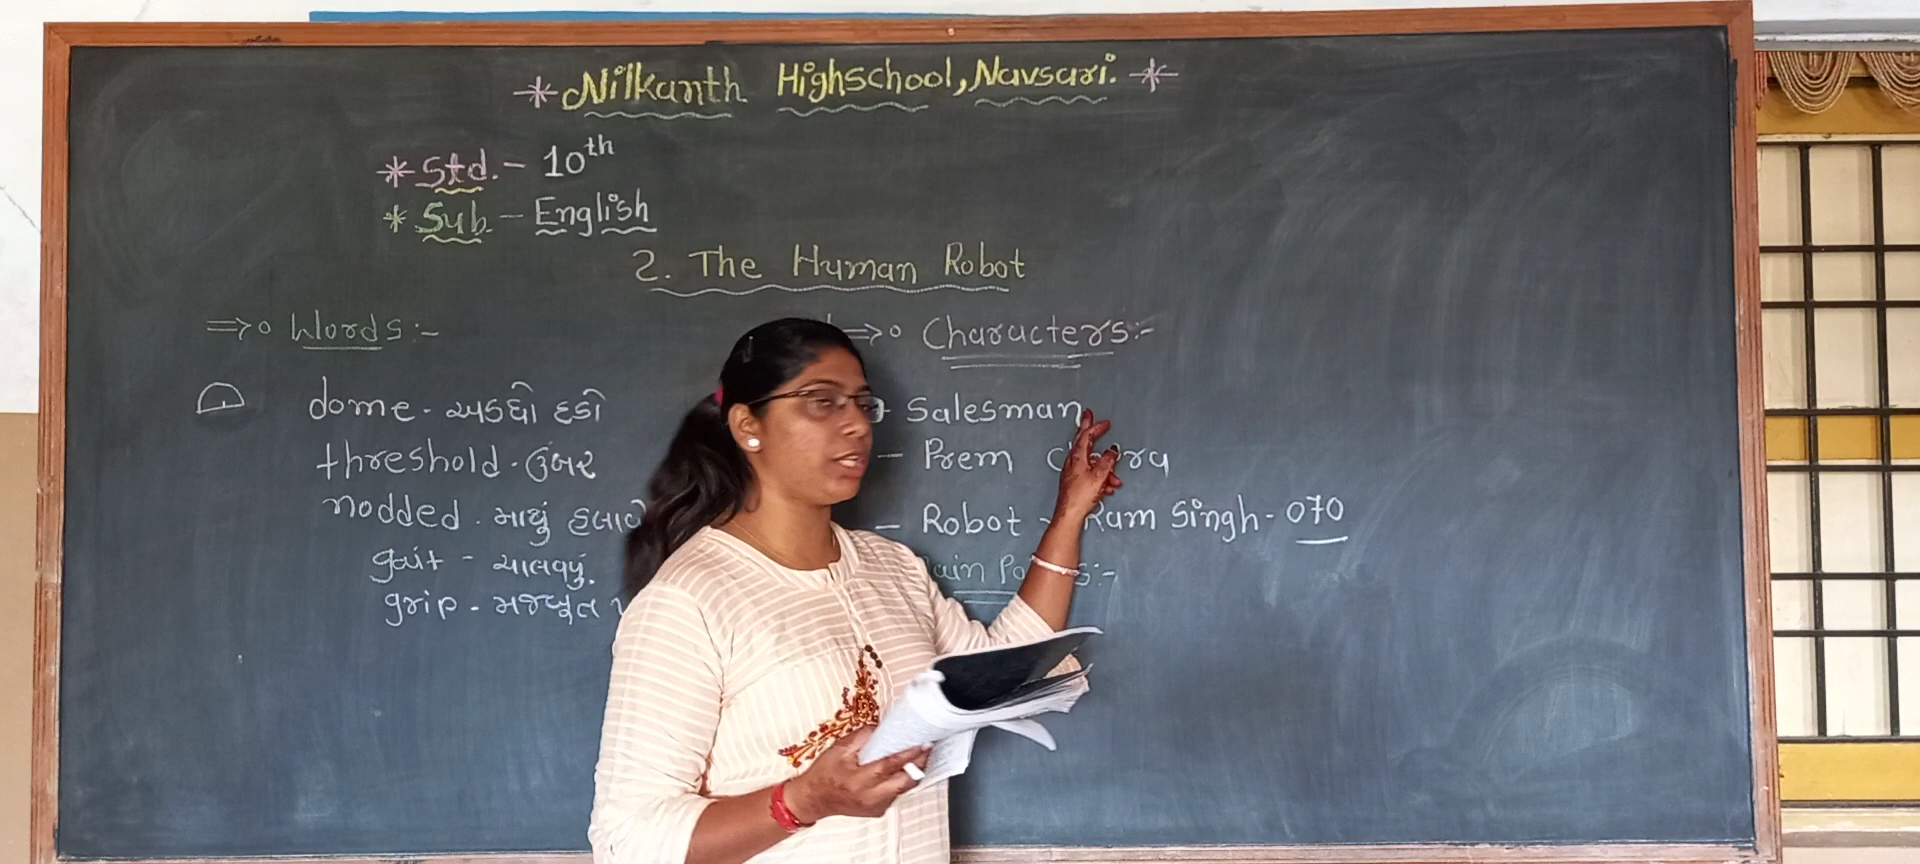 * Nilkanth Highschool, Navsari. *
* Std. - 10th
* Sub. - English
2. The Human Robot
⇒ Words :-
dome - અડધો દડો
threshold - ઉંબર
nodded - માથું
gait - ચાલવું.
grip - મજબૂત
⇒ Characters :-
Salesman
- Prem
- Robot - Ram Singh - 070